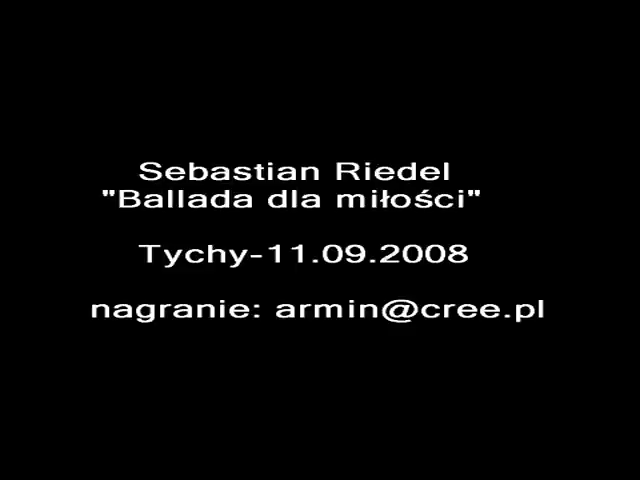 Sebastian Riedel
"Ballada dla miłości"
Tychy-11.09.2008
nagranie: armin@cree.pl